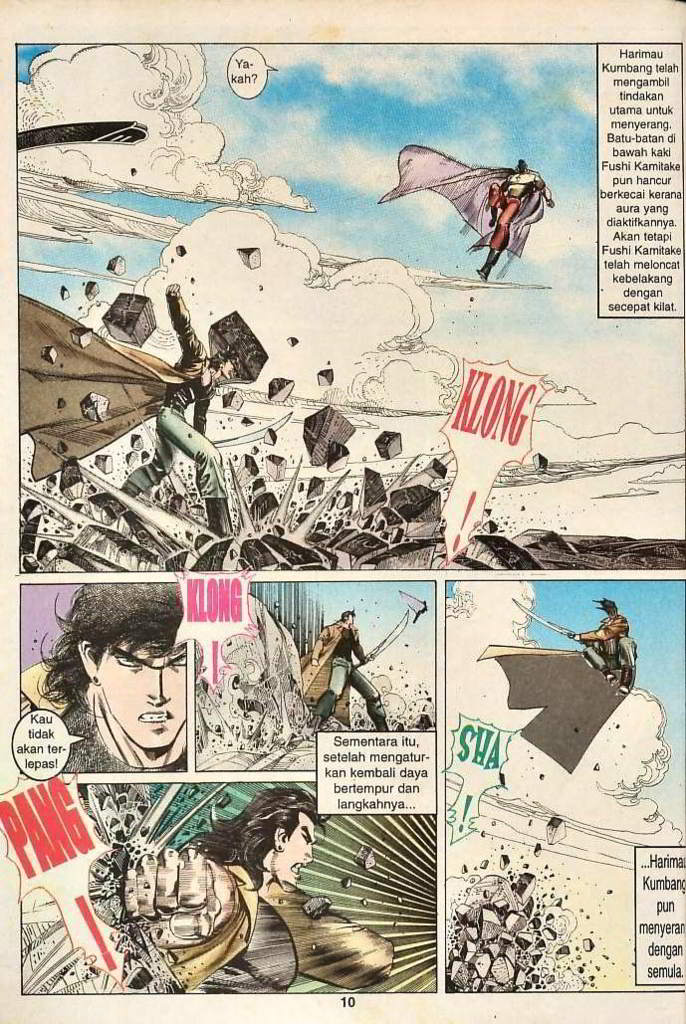 Ya-
kah?
Harimau
Kumbang telah
mengambil
tindakan
utama untuk
menyerang.
Batu-batan di
bawah kaki
Fushi Kamitake
pun hancur
berkecai kerana
aura yang
diaktifkannya.
Akan tetapi
Fushi Kamitake
telah meloncat
kebelakang
dengan
secepat kilat.
KLONG
!
KLONG
!
Kau
tidak
akan ter-
lepas!
Sementara itu,
setelah mengatur-
kan kembali daya
bertempur dan
langkahnya...
SHA
!
PANG
!
...Harimau
Kumbang
pun
menyeran
dengan
semula.
10